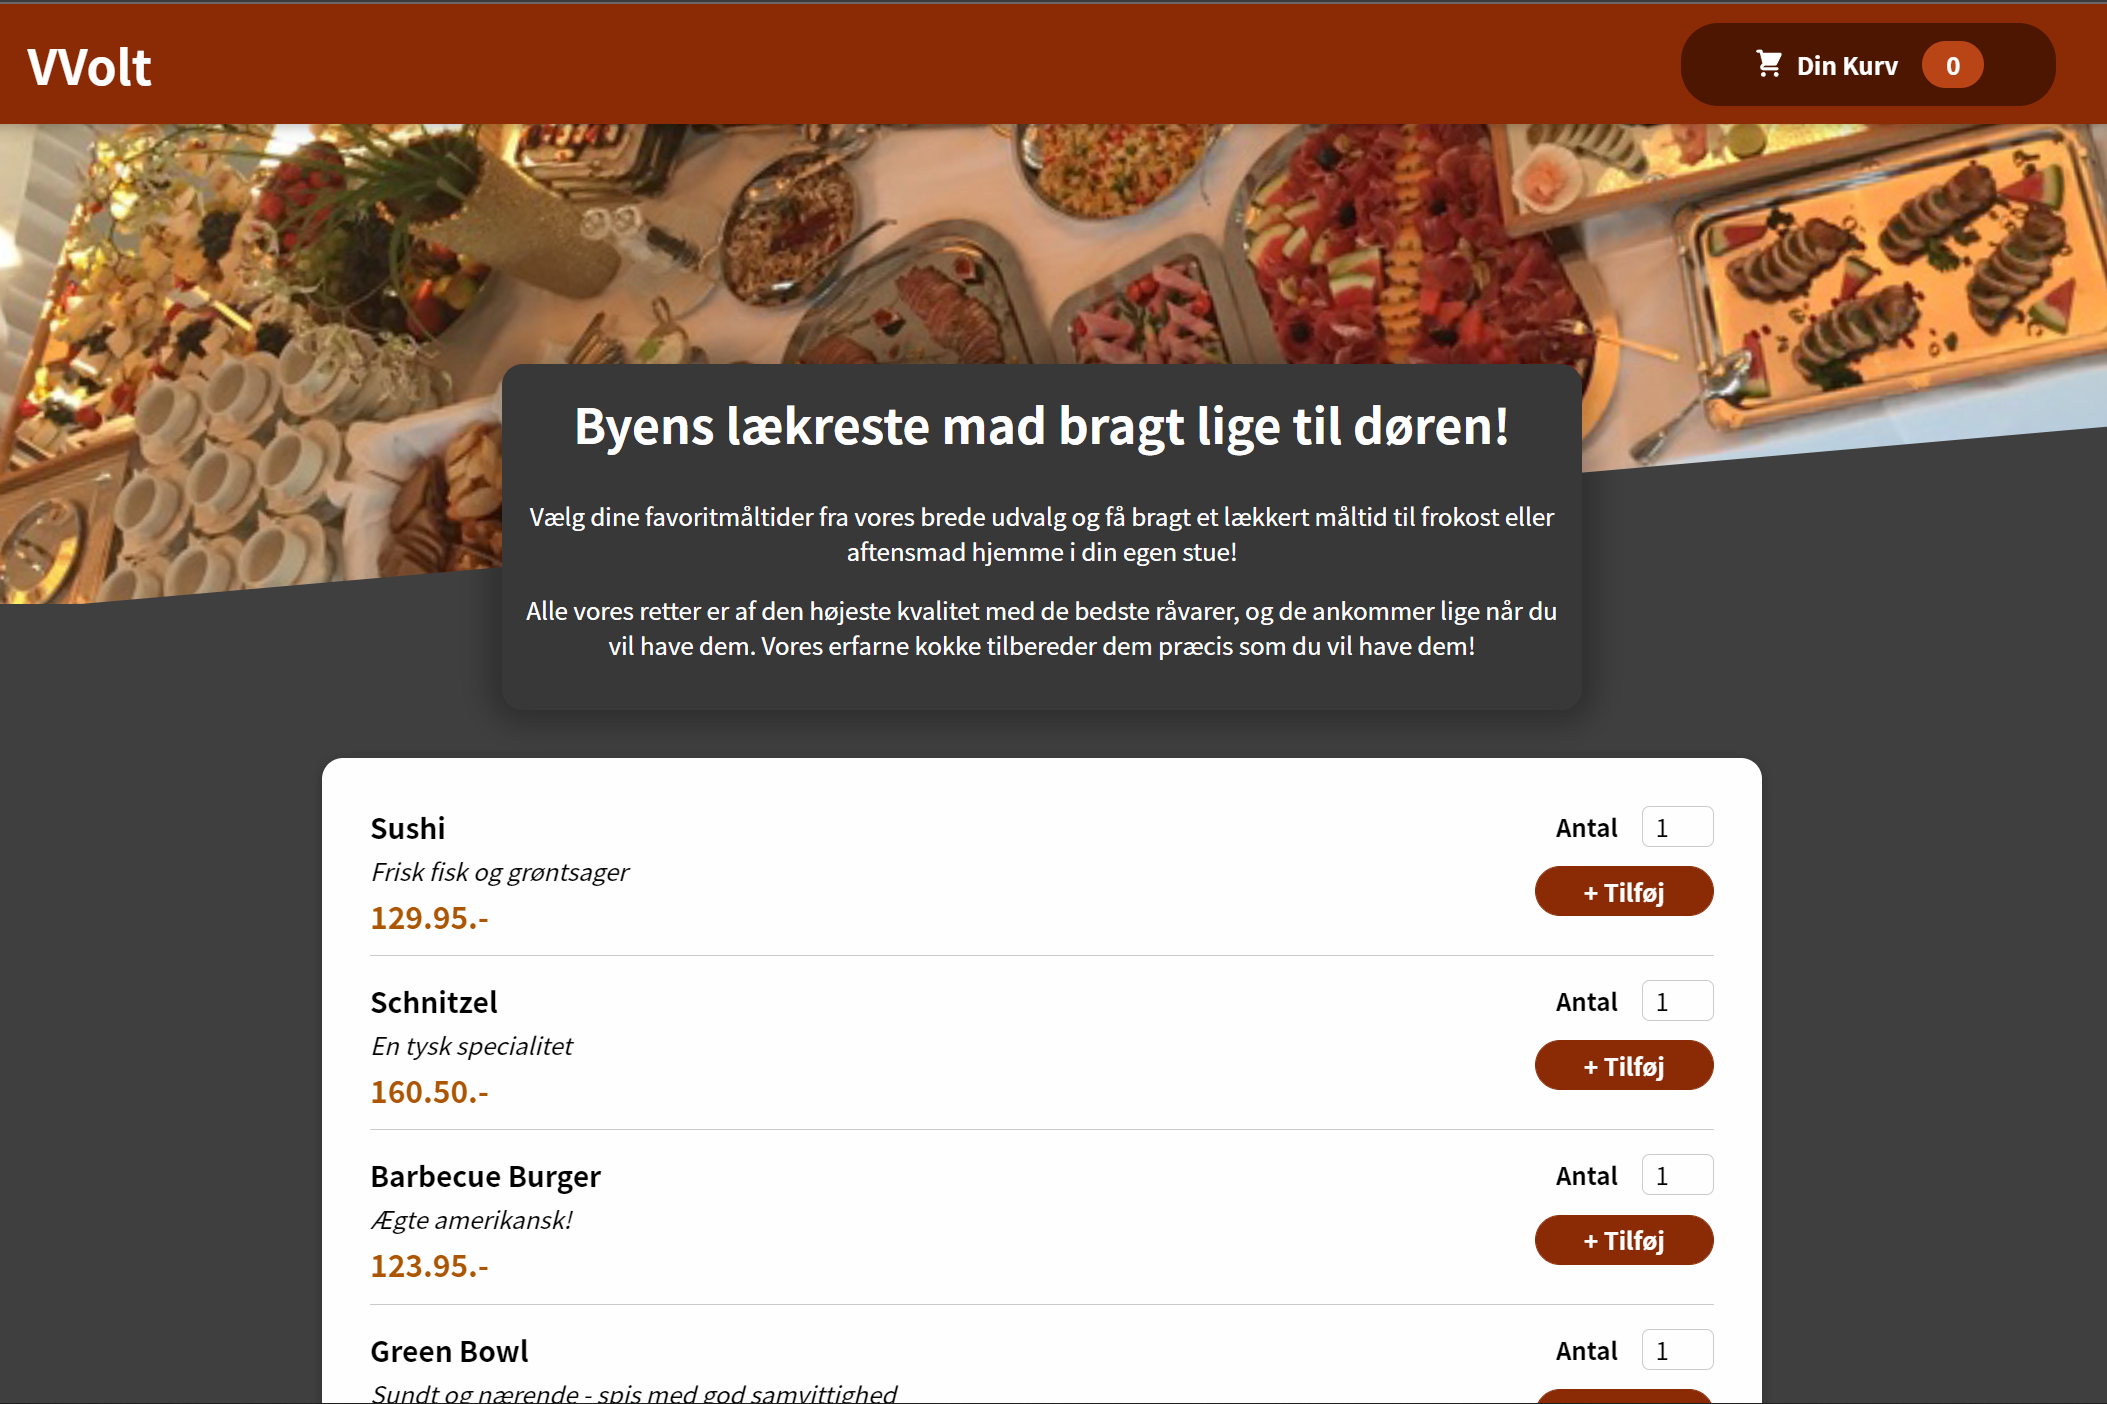 VVolt
Din Kurv 0
Byens lækreste mad bragt lige til døren!
Vælg dine favoritmåltider fra vores brede udvalg og få bragt et lækkert måltid til frokost eller
aftensmad hjemme i din egen stue!
Alle vores retter er af den højeste kvalitet med de bedste råvarer, og de ankommer lige når du
vil have dem. Vores erfarne kokke tilbereder dem præcis som du vil have dem!
Sushi
Frisk fisk og grøntsager
129.95.-
Antal 1
+ Tilføj
Schnitzel
En tysk specialitet
160.50.-
Antal 1
+ Tilføj
Barbecue Burger
Ægte amerikansk!
123.95.-
Antal 1
+ Tilføj
Green Bowl
Sundt og nærende - spis med god samvittighed
Antal 1